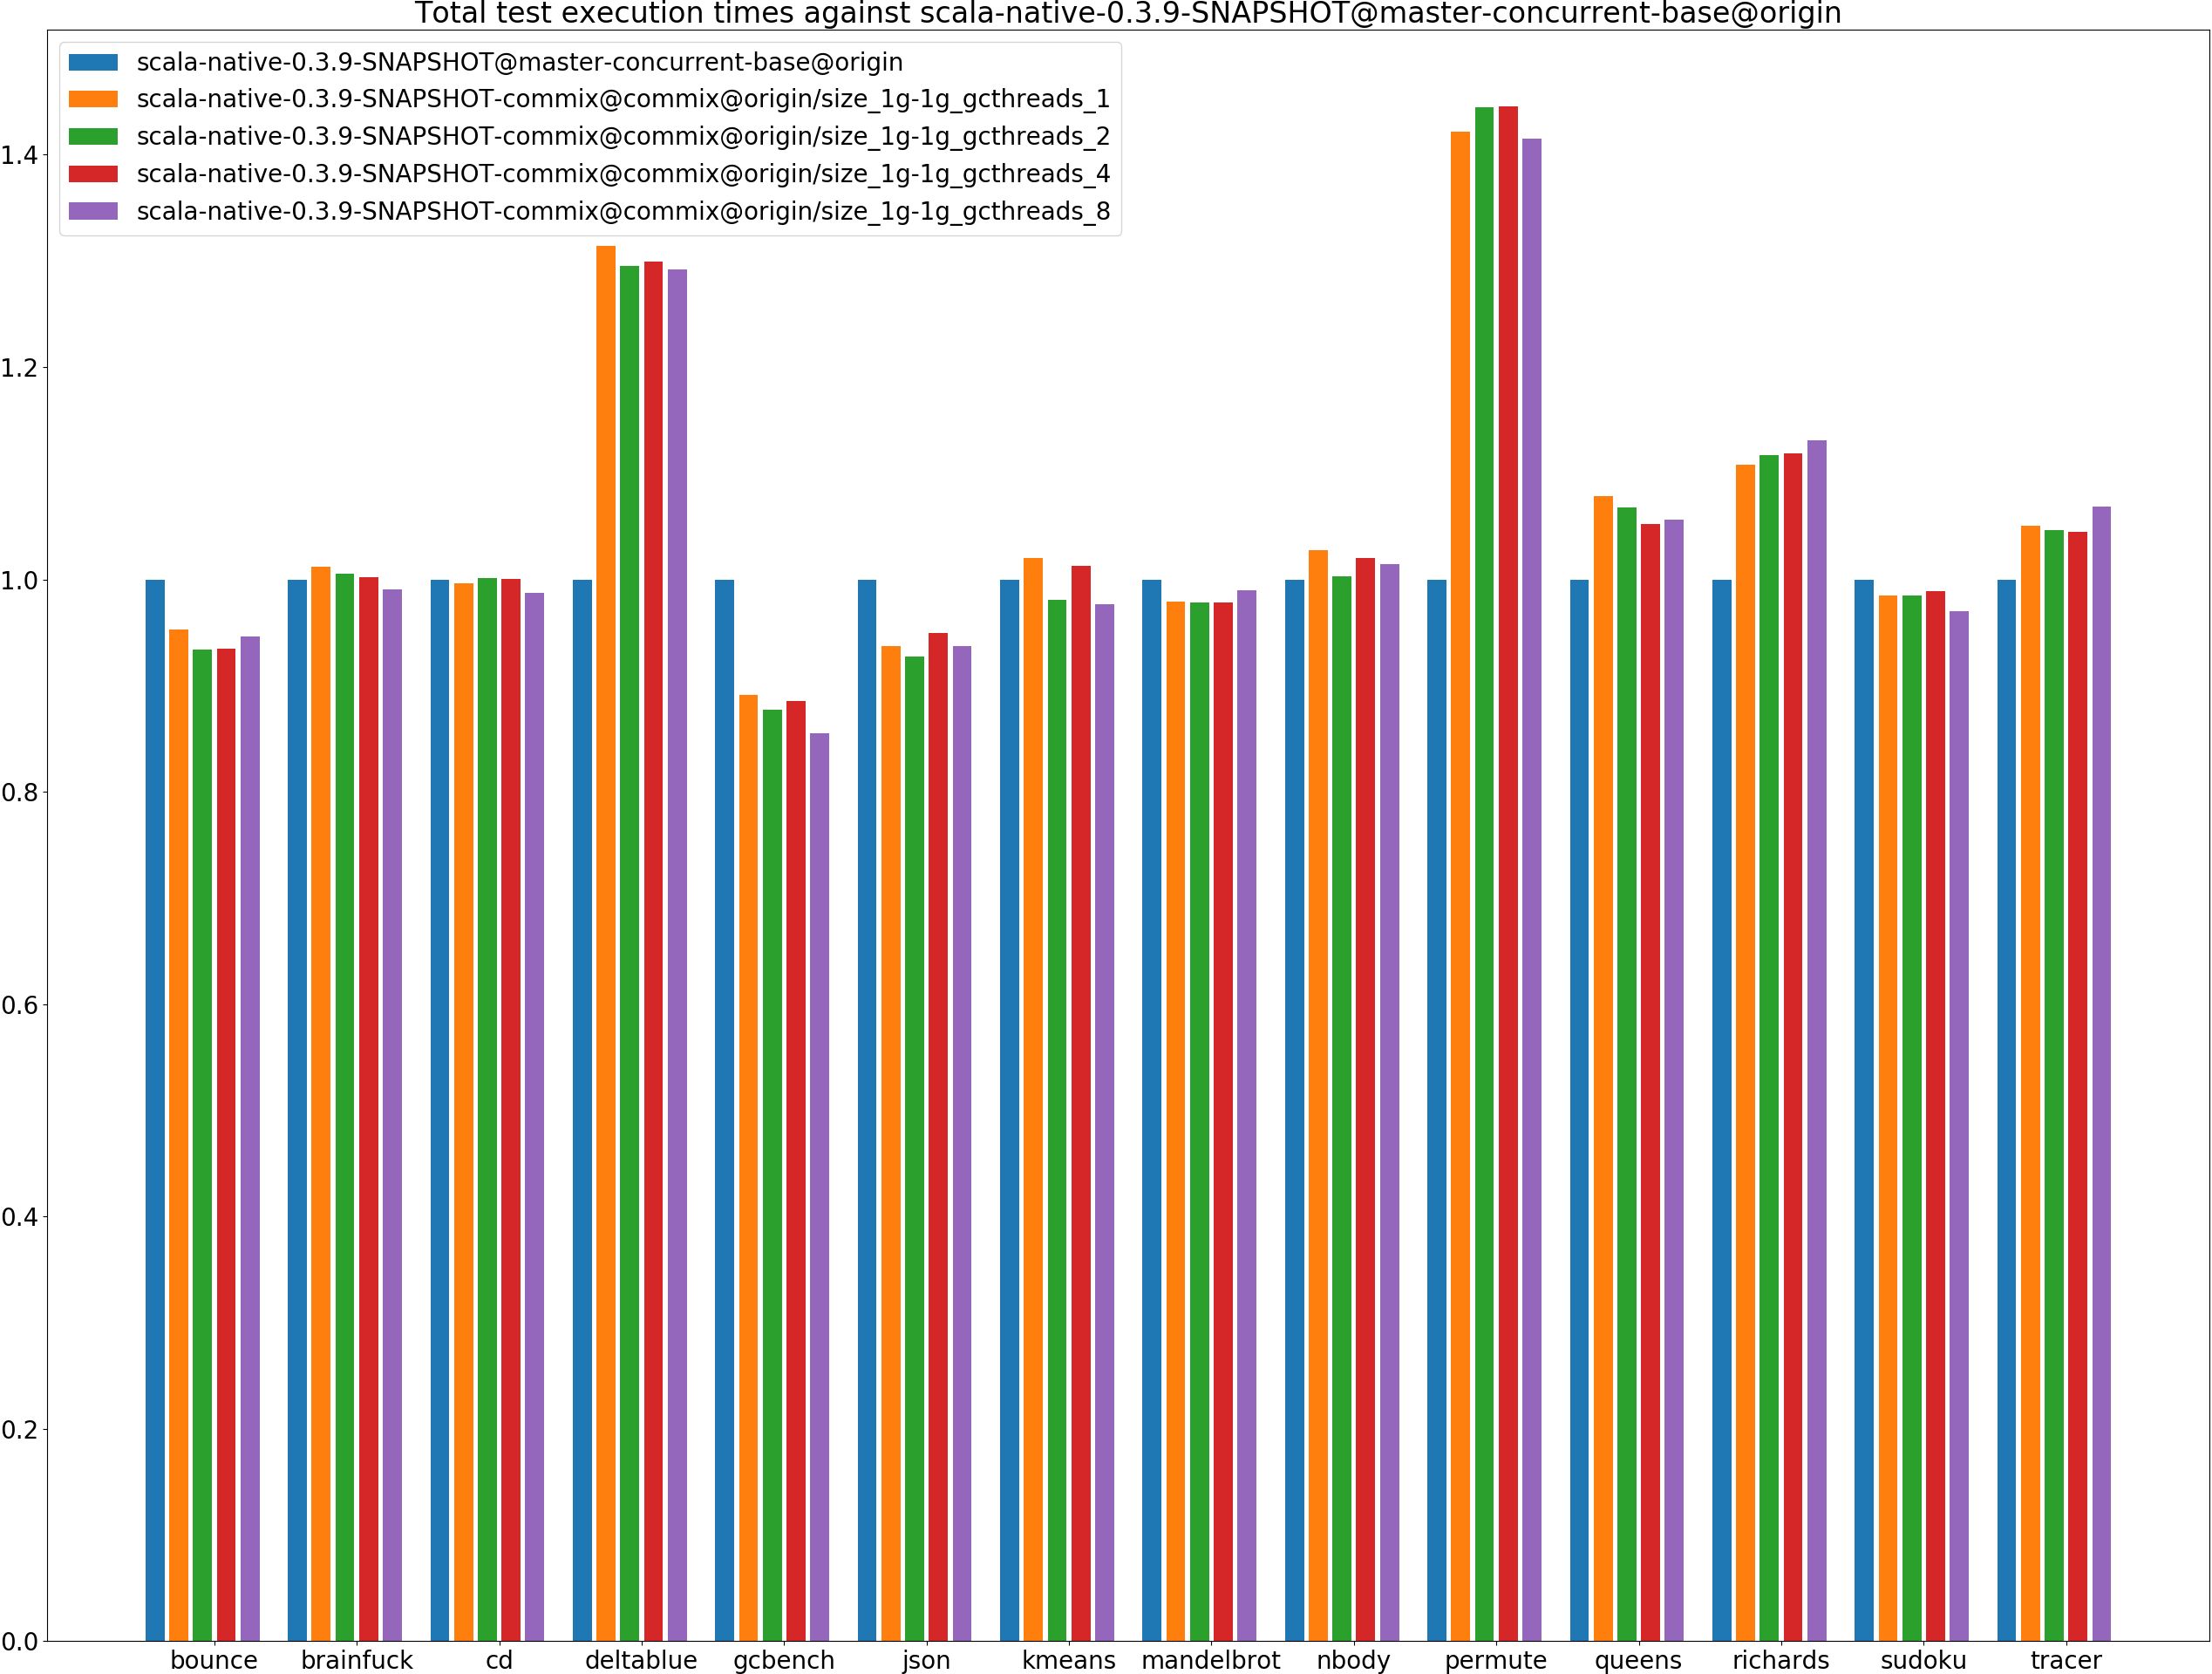 Total test execution times against scala-native-0.3.9-SNAPSHOT@master-concurrent-base@origin
scala-native-0.3.9-SNAPSHOT@master-concurrent-base@origin
scala-native-0.3.9-SNAPSHOT-commix@commix@origin/size_1g-1g_gcthreads_1
scala-native-0.3.9-SNAPSHOT-commix@commix@origin/size_1g-1g_gcthreads_2
scala-native-0.3.9-SNAPSHOT-commix@commix@origin/size_1g-1g_gcthreads_4
scala-native-0.3.9-SNAPSHOT-commix@commix@origin/size_1g-1g_gcthreads_8
1.4
1.2
1.0
0.8
0.6
0.4
0.2
0.0
bounce brainfuck cd deltablue gcbench json kmeans mandelbrot nbody permute queens richards sudoku tracer